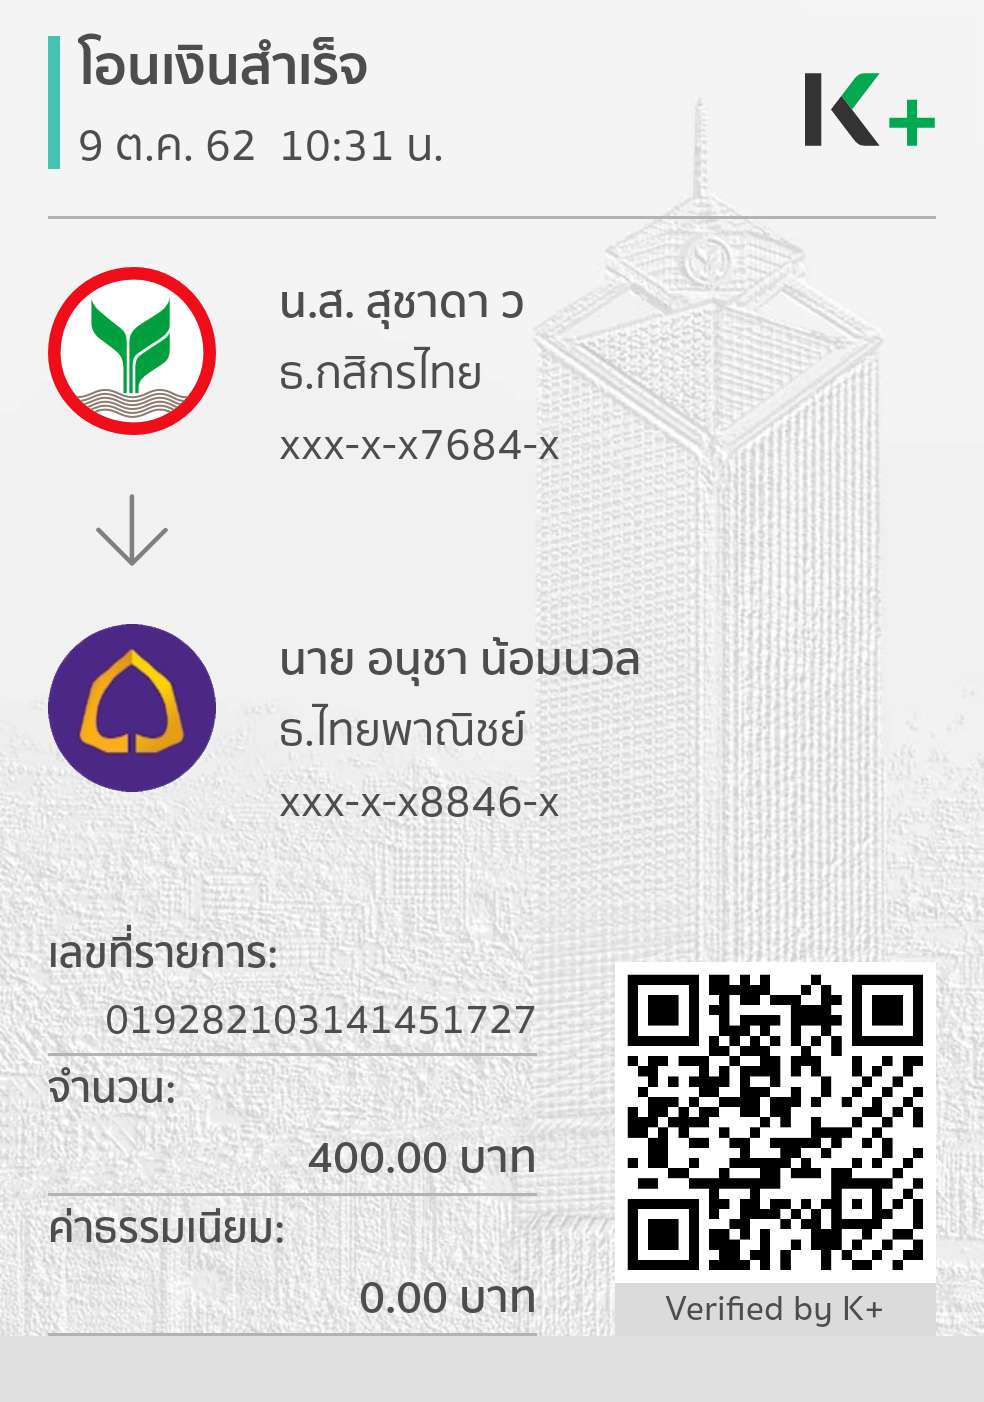 โอนเงินสำเร็จ
9 ต.ค. 62  10:31 น.
K+
น.ส. สุชาดา ว
ธ.กสิกรไทย
xxx-x-x7684-x
นาย อนุชา น้อมนวล
ธ.ไทยพาณิชย์
xxx-x-x8846-x
เลขที่รายการ:
019282103141451727
จำนวน:
400.00 บาท
ค่าธรรมเนียม:
0.00 บาท
Verified by K+